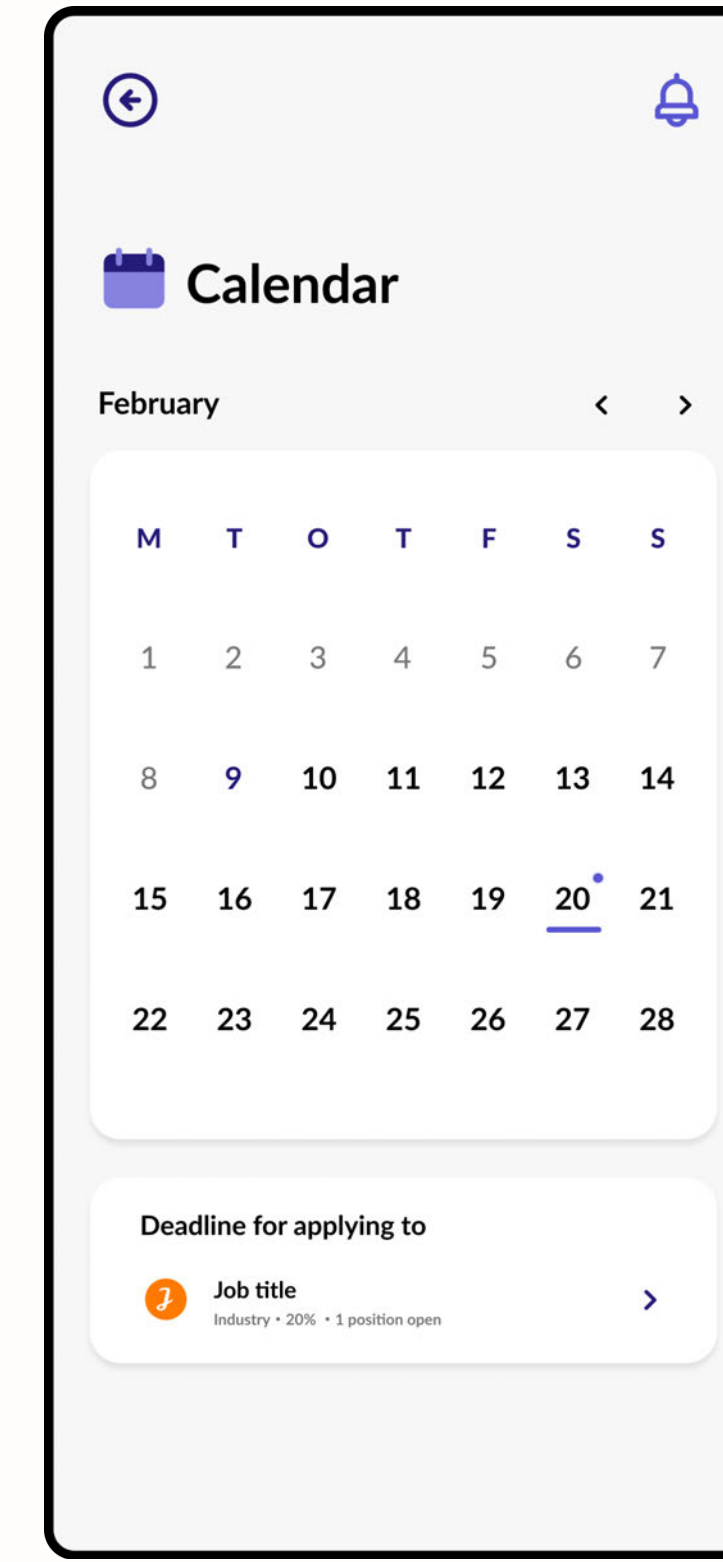 Calendar
February
M T O T F S S
1 2 3 4 5 6 7
8 9 10 11 12 13 14
15 16 17 18 19 20 21
22 23 24 25 26 27 28
Deadline for applying to
J
Job title
Industry • 20% • 1 position open